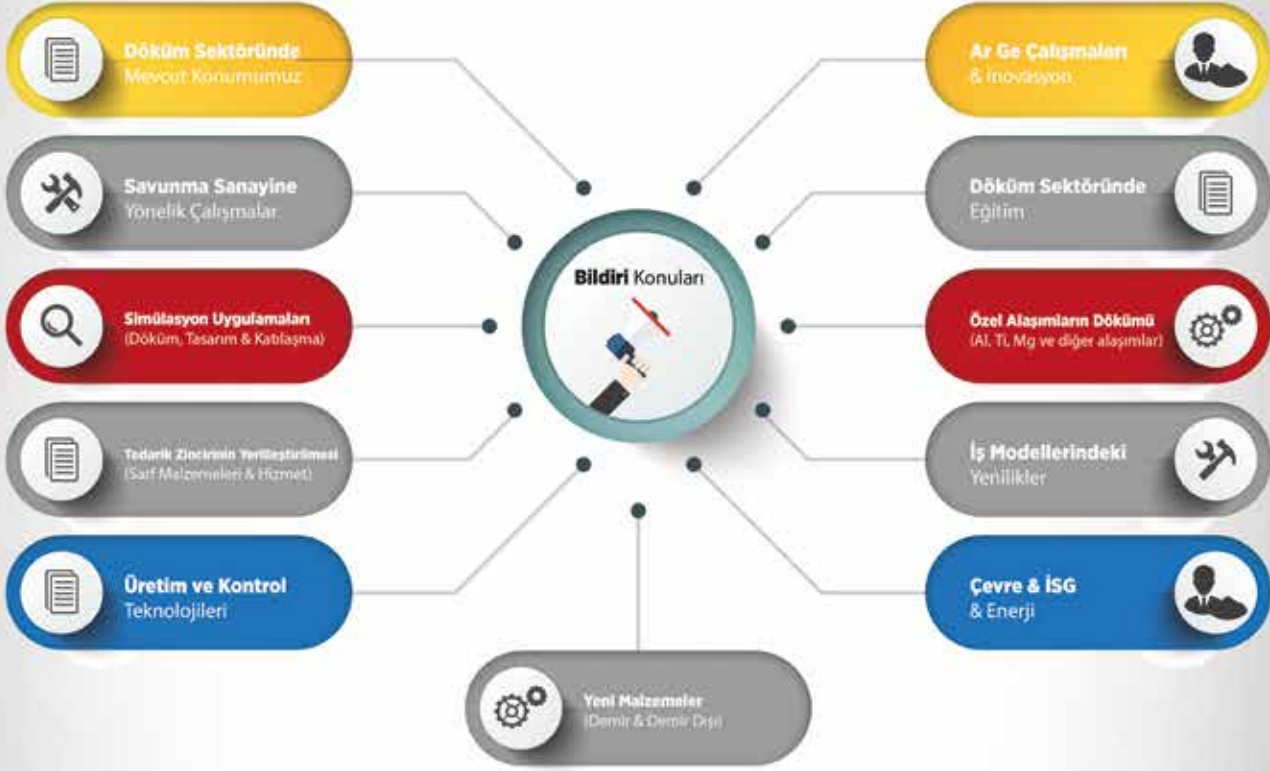 Döküm Sektöründe
Mevcut Konumumuz
Savunma Sanayine
Yönelik Çalışmalar
Simülasyon Uygulamaları
(Döküm, Tasarım & Katılaşma)
Tedarik Zincirinin Yerlileştirilmesi
(Sarf Malzemeleri & Hizmet)
Üretim ve Kontrol
Teknolojileri
Bildiri Konuları
Yeni Malzemeler
(Demir & Demir Dışı)
Ar Ge Çalışmaları
& İnovasyon
Döküm Sektöründe
Eğitim
Özel Alaşımların Dökümü
(Al, Ti, Mg ve diğer alaşımlar)
İş Modellerindeki
Yenilikler
Çevre & İSG
& Enerji